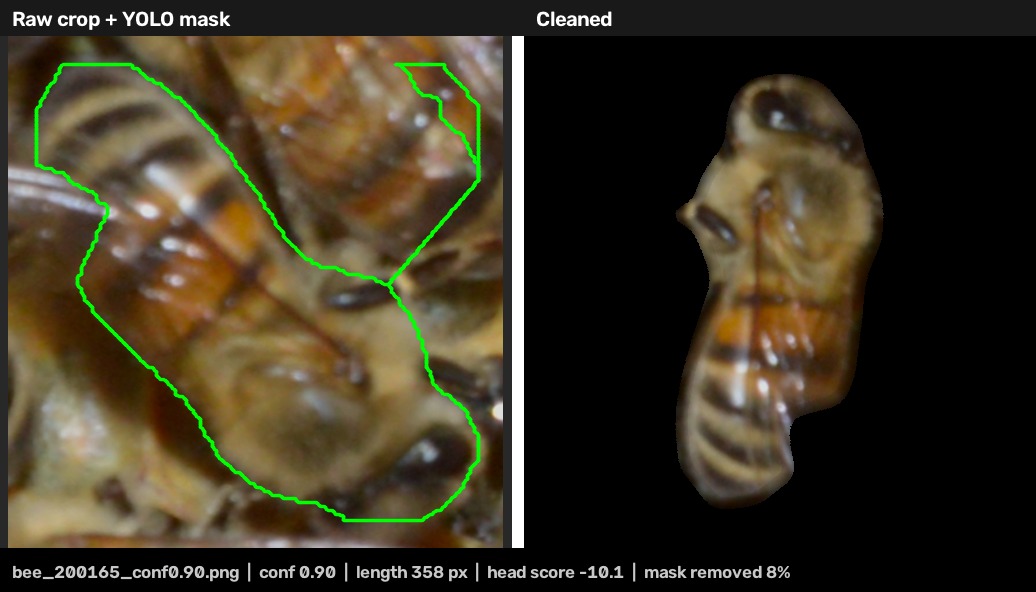 Raw crop + YOLO mask
Cleaned
bee_200165_conf0.90.png | conf 0.90 | length 358 px | head score -10.1 | mask removed 8%